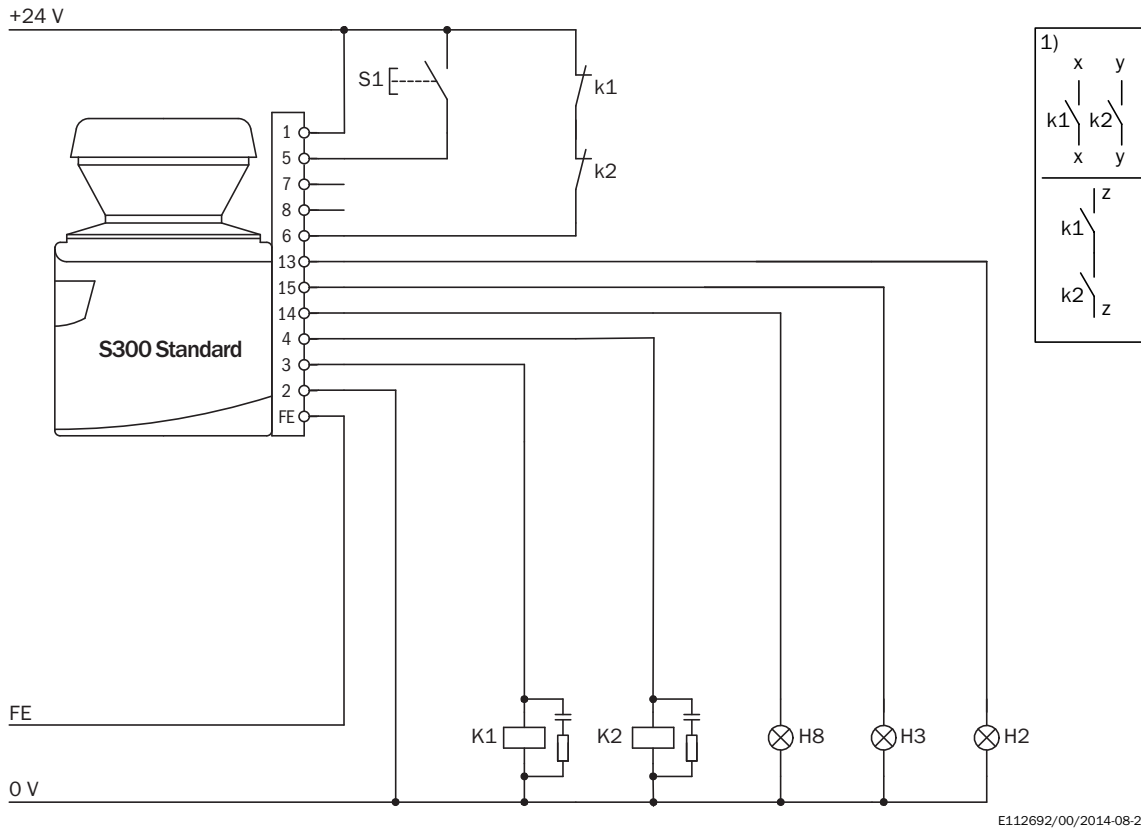 +24 V
1)
x y
k1 k2
x y
z
k1
k2
z
S1
k1
k2
1
5
7
8
6
13
15
14
4
3
2
FE
S300 Standard
FE
K1
K2
H8
H3
H2
0 V
E112692/00/2014-08-2